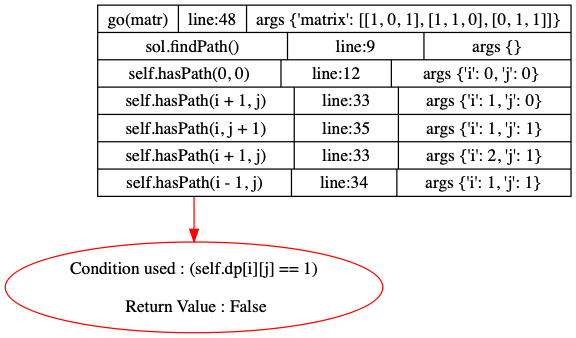 go(matr) line:48 args {'matrix': [[1, 0, 1], [1, 1, 0], [0, 1, 1]]}
sol.findPath() line:9 args {}
self.hasPath(0, 0) line:12 args {'i': 0, 'j': 0}
self.hasPath(i + 1, j) line:33 args {'i': 1, 'j': 0}
self.hasPath(i, j + 1) line:35 args {'i': 1, 'j': 1}
self.hasPath(i + 1, j) line:33 args {'i': 2, 'j': 1}
self.hasPath(i - 1, j) line:34 args {'i': 1, 'j': 1}
Condition used : (self.dp[i][j] == 1)
Return Value : False